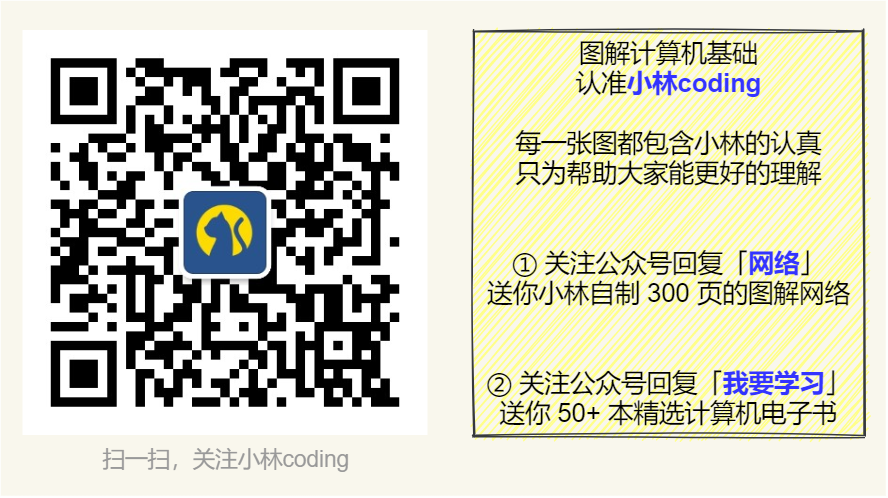 图解计算机基础
认准小林coding
每一张图都包含小林的认真
只为帮助大家能更好的理解
① 关注公众号回复「网络」
送你小林自制 300 页的图解网络
② 关注公众号回复「我要学习」
送你 50+ 本精选计算机电子书
扫一扫，关注小林coding